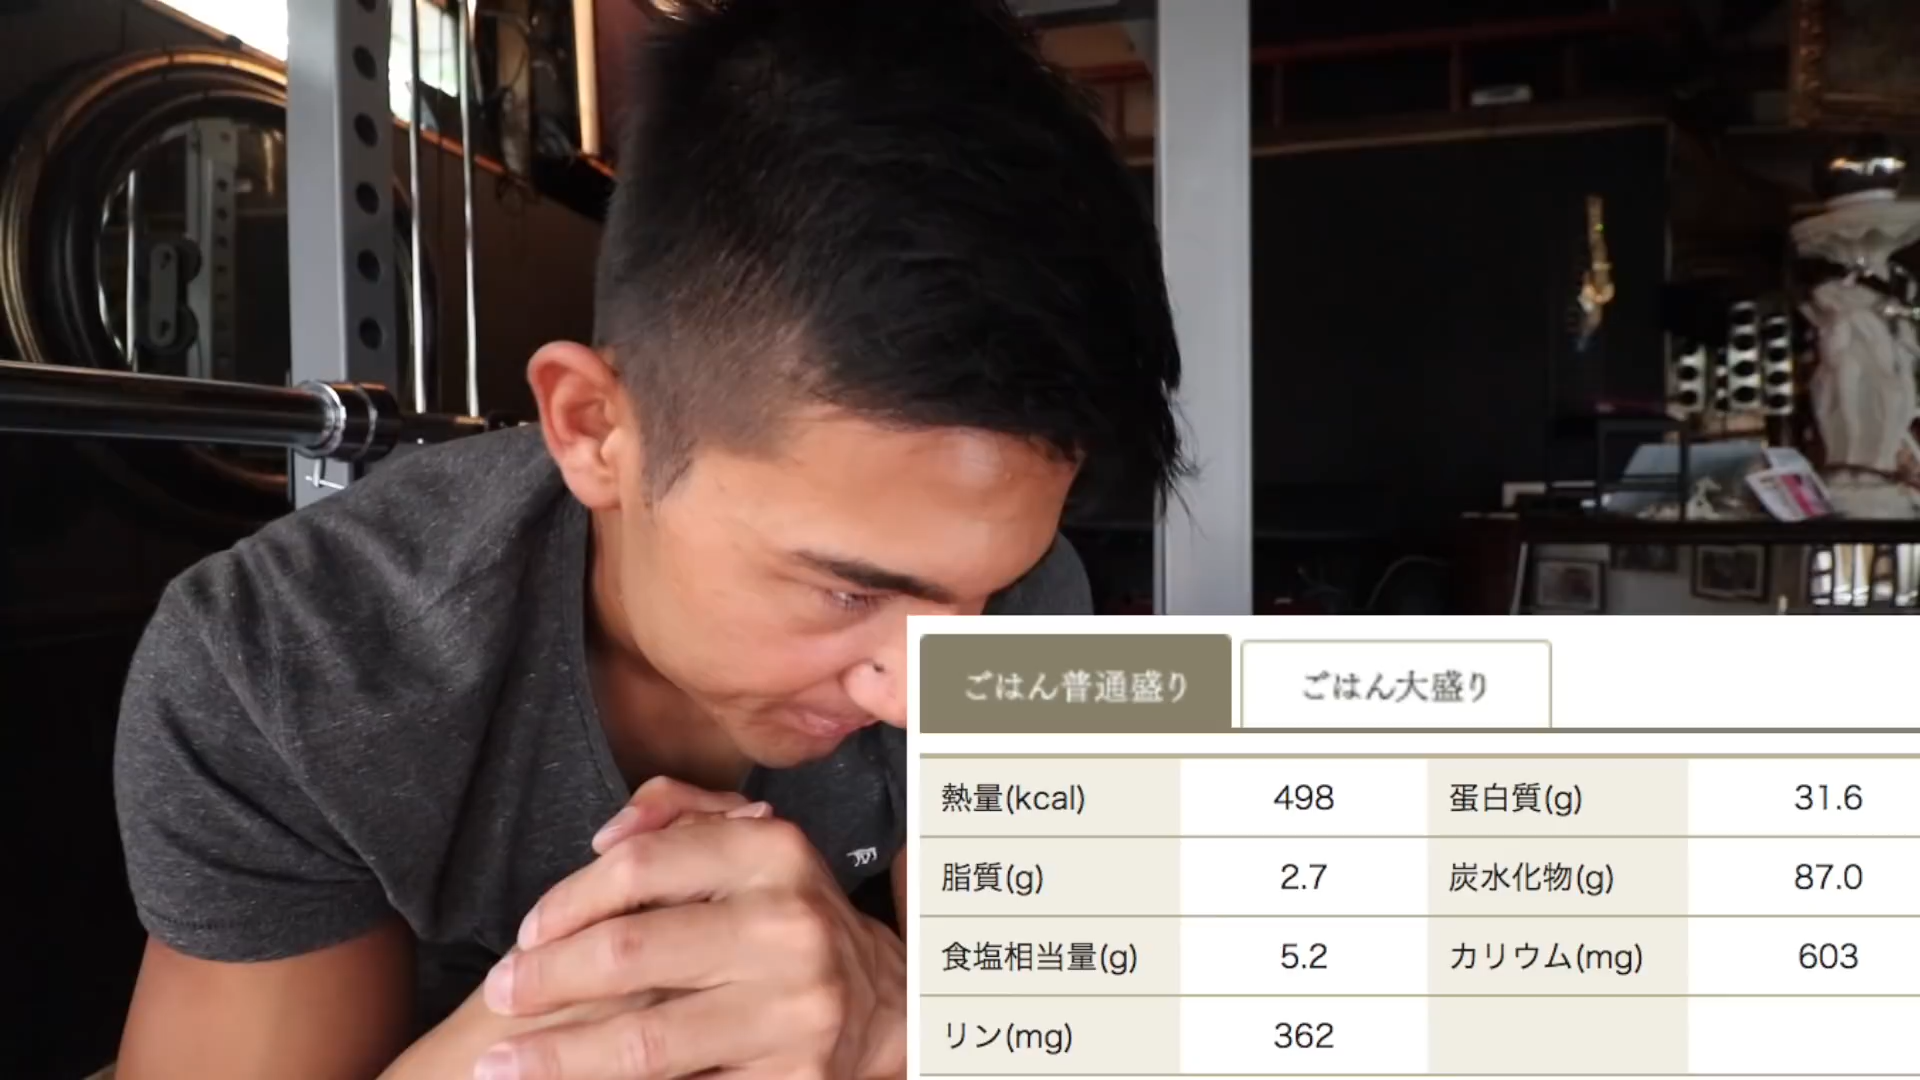 ごはん普通盛り ごはん大盛り
熱量(kcal) 498 蛋白質(g) 31.6
脂質(g) 2.7 炭水化物(g) 87.0
食塩相当量(g) 5.2 カリウム(mg) 603
リン(mg) 362